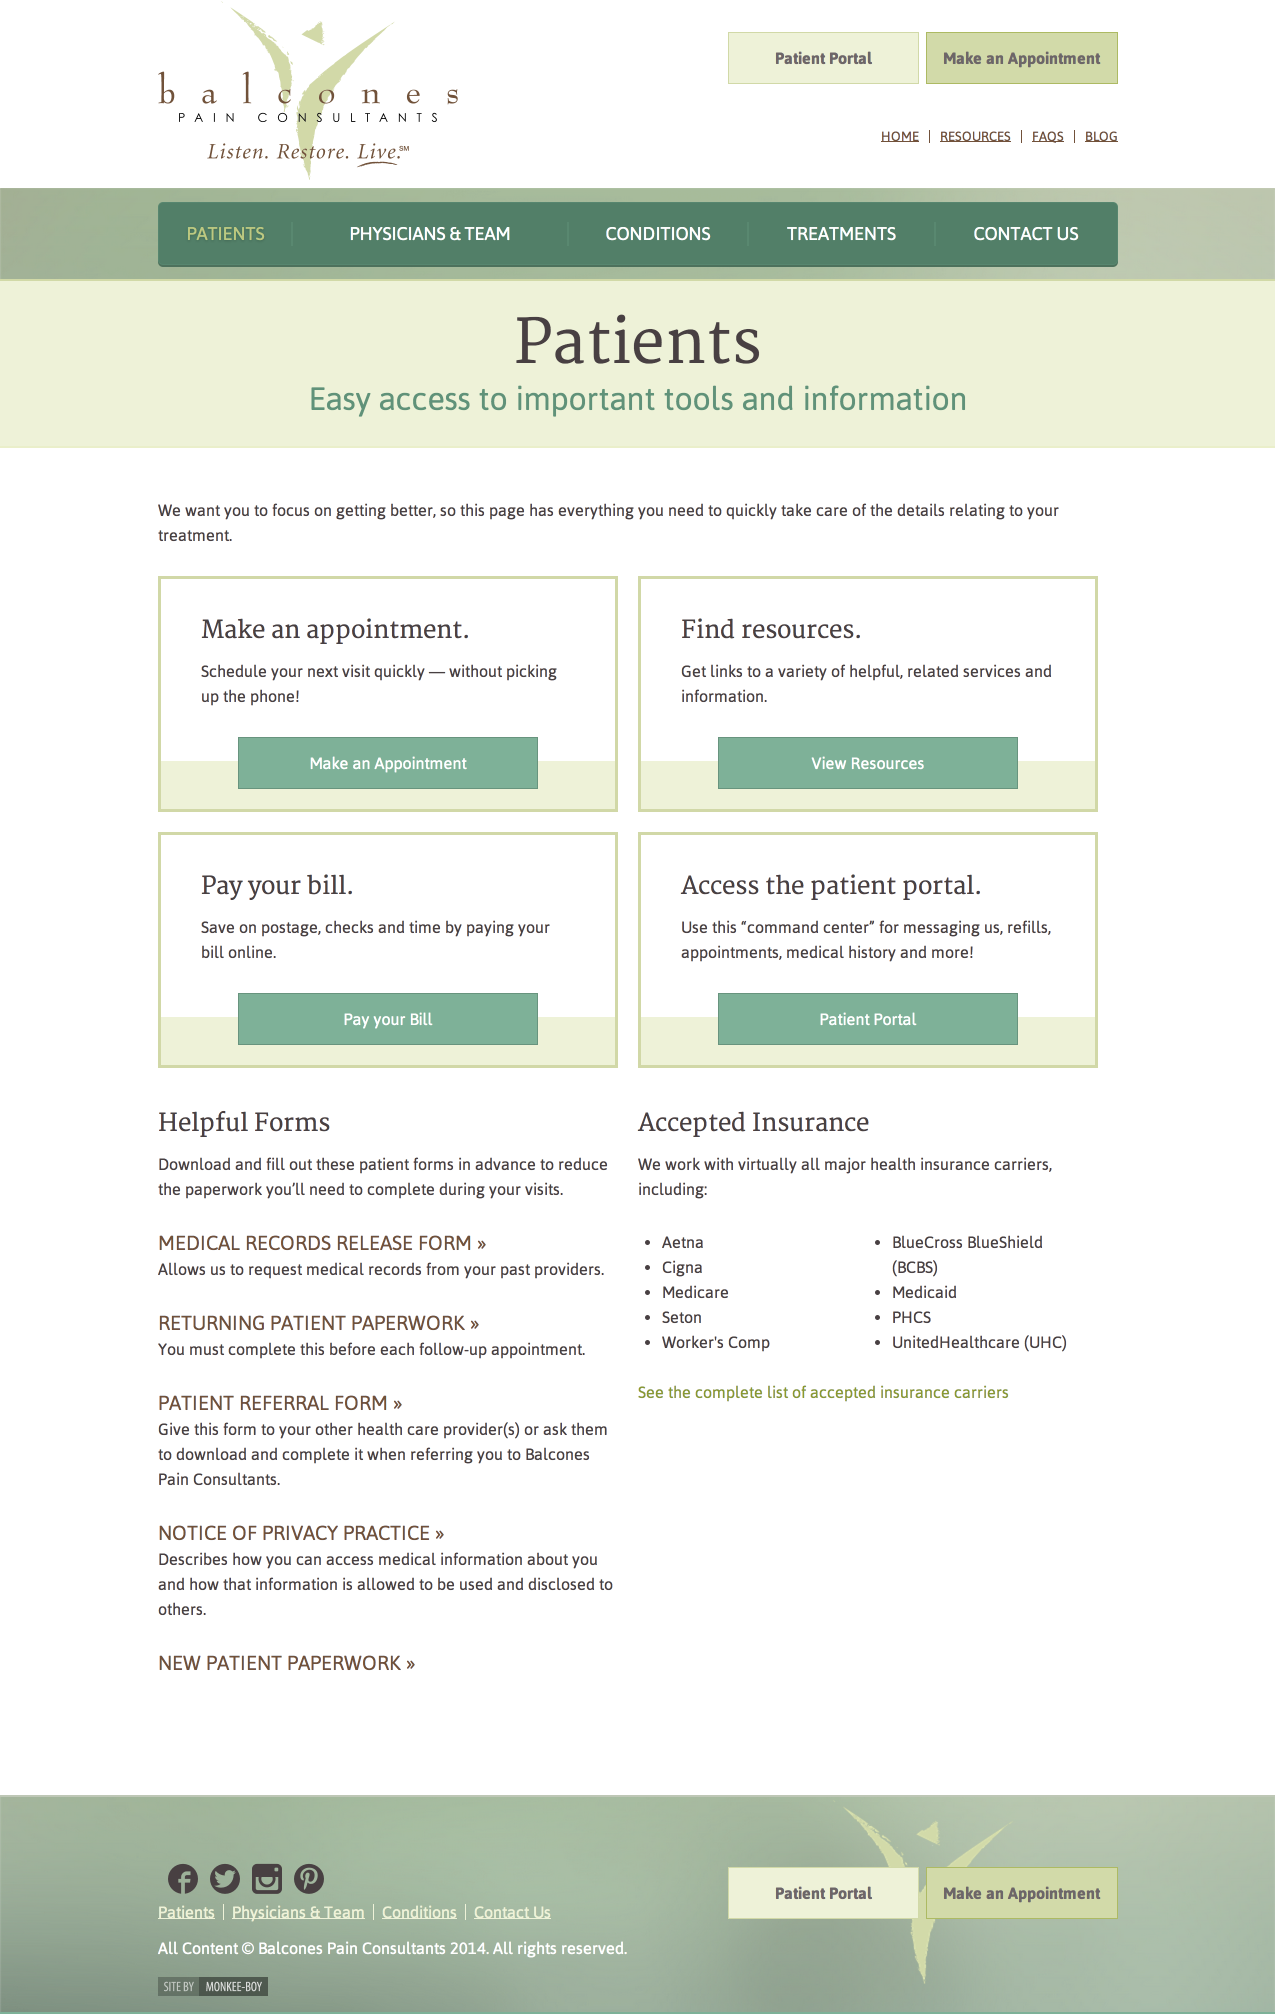 balcones
PAIN CONSULTANTS
Listen. Restore. Live.℠
Patient Portal
Make an Appointment
HOME | RESOURCES | FAQS | BLOG
PATIENTS
PHYSICIANS & TEAM
CONDITIONS
TREATMENTS
CONTACT US
Patients
Easy access to important tools and information
We want you to focus on getting better, so this page has everything you need to quickly take care of the details relating to your
treatment.
Make an appointment.
Schedule your next visit quickly — without picking
up the phone!
Make an Appointment
Find resources.
Get links to a variety of helpful, related services and
information.
View Resources
Pay your bill.
Save on postage, checks and time by paying your
bill online.
Pay your Bill
Access the patient portal.
Use this “command center” for messaging us, refills,
appointments, medical history and more!
Patient Portal
Helpful Forms
Download and fill out these patient forms in advance to reduce
the paperwork you’ll need to complete during your visits.
MEDICAL RECORDS RELEASE FORM »
Allows us to request medical records from your past providers.
RETURNING PATIENT PAPERWORK »
You must complete this before each follow-up appointment.
PATIENT REFERRAL FORM »
Give this form to your other health care provider(s) or ask them
to download and complete it when referring you to Balcones
Pain Consultants.
NOTICE OF PRIVACY PRACTICE »
Describes how you can access medical information about you
and how that information is allowed to be used and disclosed to
others.
NEW PATIENT PAPERWORK »
Accepted Insurance
We work with virtually all major health insurance carriers,
including:
• Aetna
• Cigna
• Medicare
• Seton
• Worker's Comp
• BlueCross BlueShield
(BCBS)
• Medicaid
• PHCS
• UnitedHealthcare (UHC)
See the complete list of accepted insurance carriers
Patients | Physicians & Team | Conditions | Contact Us
All Content © Balcones Pain Consultants 2014. All rights reserved.
SITE BY MONKEE-BOY
Patient Portal
Make an Appointment